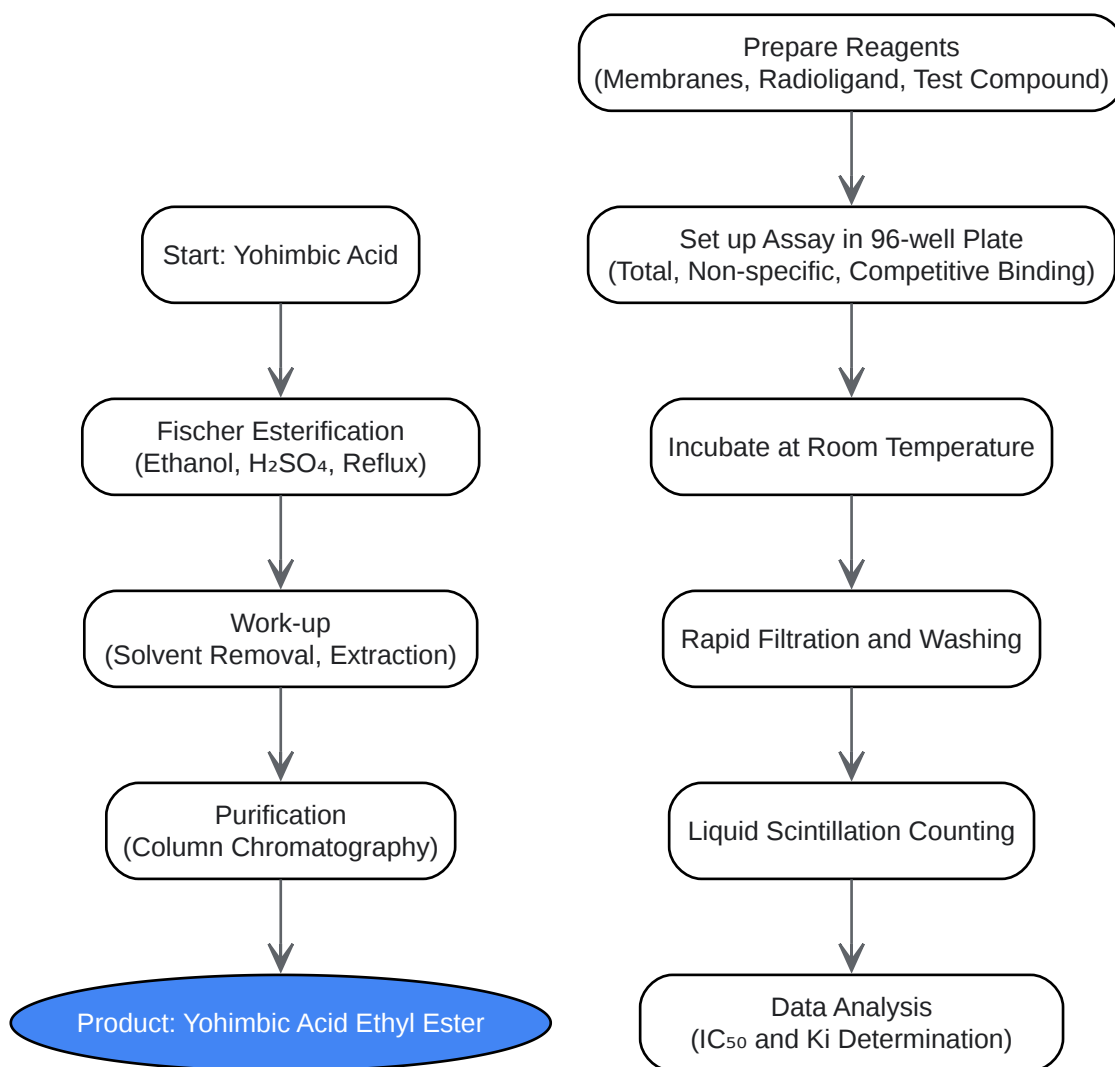 Start: Yohimbic Acid
Fischer Esterification
(Ethanol, H₂SO₄, Reflux)
Work-up
(Solvent Removal, Extraction)
Purification
(Column Chromatography)
Product: Yohimbic Acid Ethyl Ester
Prepare Reagents
(Membranes, Radioligand, Test Compound)
Set up Assay in 96-well Plate
(Total, Non-specific, Competitive Binding)
Incubate at Room Temperature
Rapid Filtration and Washing
Liquid Scintillation Counting
Data Analysis
(IC₅₀ and Ki Determination)